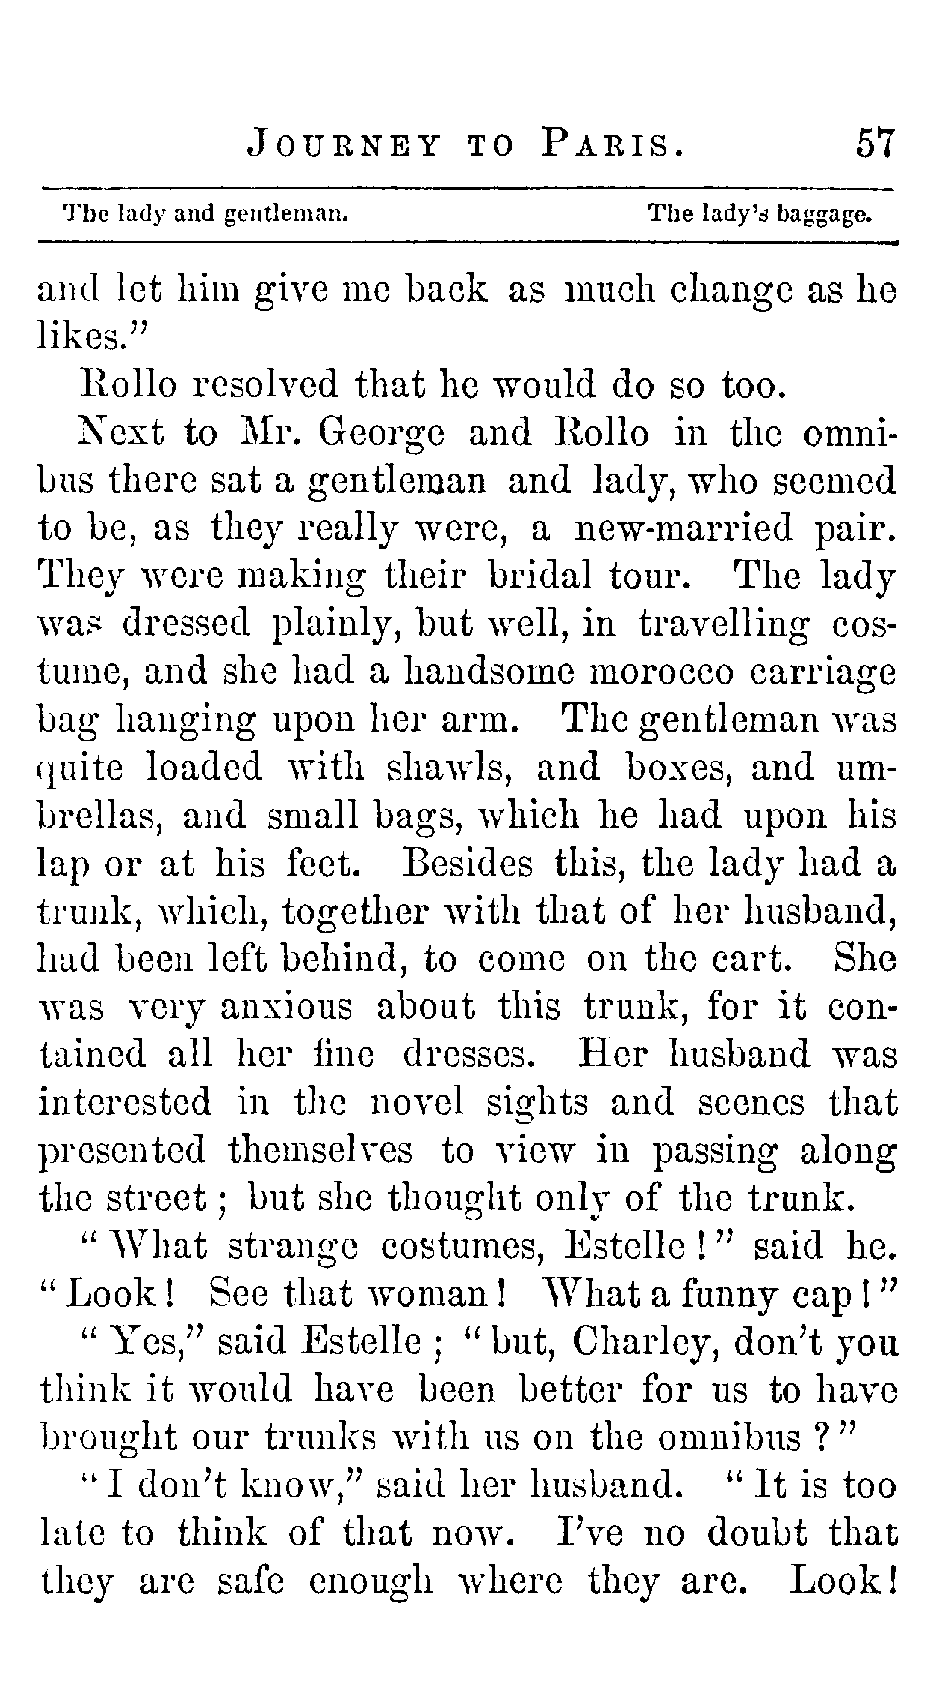 JOURNEY TO PARIS. 57
The lady and gentleman. The lady's baggage.
and let him give me back as much change as he
likes."
Rollo resolved that he would do so too.
Next to Mr. George and Rollo in the omni-
bus there sat a gentleman and lady, who seemed
to be, as they really were, a new-married pair.
They were making their bridal tour. The lady
was dressed plainly, but well, in travelling cos-
tume, and she had a handsome morocco carriage
bag hanging upon her arm. The gentleman was
quite loaded with shawls, and boxes, and um-
brellas, and small bags, which he had upon his
lap or at his feet. Besides this, the lady had a
trunk, which, together with that of her husband,
had been left behind, to come on the cart. She
was very anxious about this trunk, for it con-
tained all her fine dresses. Her husband was
interested in the novel sights and scenes that
presented themselves to view in passing along
the street; but she thought only of the trunk.
"What strange costumes, Estelle!" said he.
"Look! See that woman! What a funny cap!"
"Yes," said Estelle; "but, Charley, don't you
think it would have been better for us to have
brought our trunks with us on the omnibus?"
"I don't know," said her husband. "It is too
late to think of that now. I've no doubt that
they are safe enough where they are. Look!